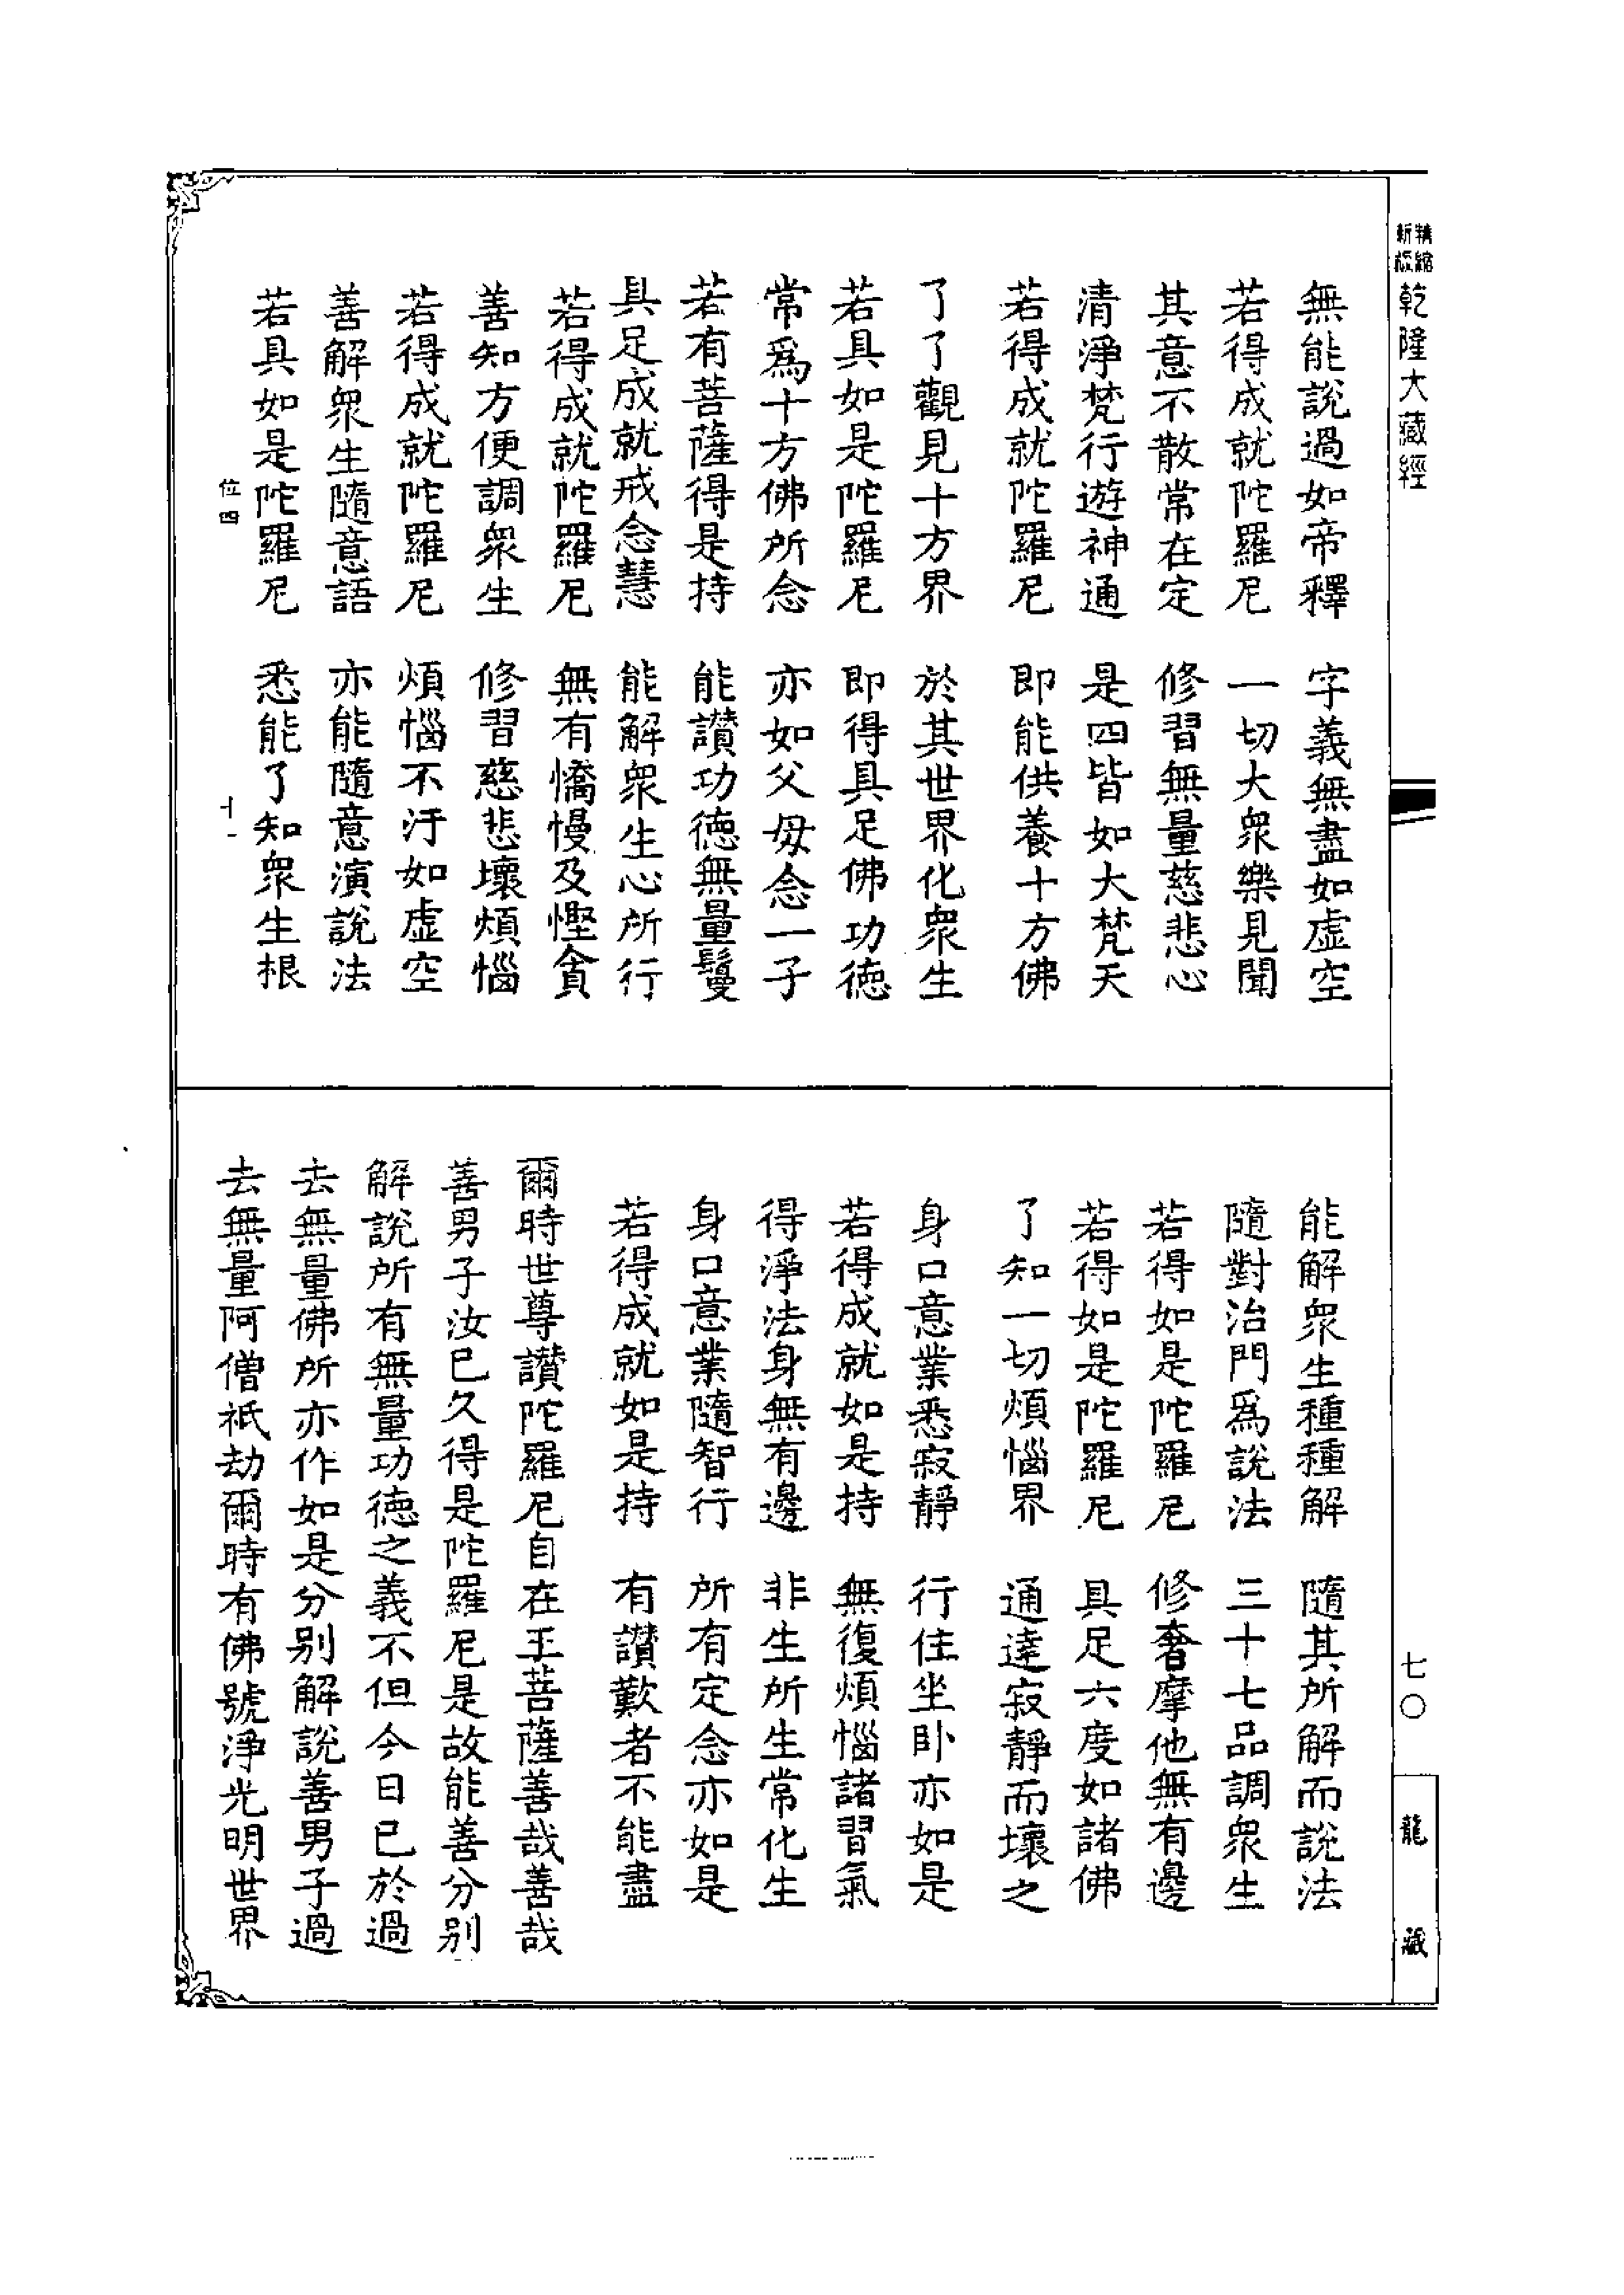 精縮
新版
乾隆大藏經
無能說過如帝釋　字義無盡如虛空
若得成就陀羅尼　一切大衆樂見聞
其意不散常在定　修習無量慈悲心
清淨梵行遊神通　是四皆如大梵天
若得成就陀羅尼　即能供養十方佛
了了觀見十方界　於其世界化衆生
若具如是陀羅尼　即得具足佛功德
常爲十方佛所念　亦如父母念一子
若有菩薩得是持　能讚功德無量鬘
具足成就戒念慧　能解衆生心所行
若得成就陀羅尼　無有憍慢及慳貪
善知方便調衆生　修習慈悲壞煩惱
若得成就陀羅尼　煩惱不汙如虛空
善解衆生隨意語　亦能隨意演說法
若具如是陀羅尼　悉能了知衆生根
位四　十一
能解衆生種種解　隨其所解而說法
隨對治門爲說法　三十七品調衆生
若得如是陀羅尼　修奢摩他無有邊
若得如是陀羅尼　具足六度如諸佛
了知一切煩惱界　通達寂靜而壞之
身口意業悉寂靜　行住坐卧亦如是
若得成就如是持　無復煩惱諸習氣
得淨法身無有邊　非生所生常化生
身口意業隨智行　所有定念亦如是
若得成就如是持　有讚歎者不能盡
爾時世尊讚陀羅尼自在王菩薩善哉善哉
善男子汝已久得是陀羅尼是故能善分別
解說所有無量功德之義不但今日已於過
去無量佛所亦作如是分別解說善男子過
去無量阿僧祇劫爾時有佛號淨光明世界
七〇
龍藏